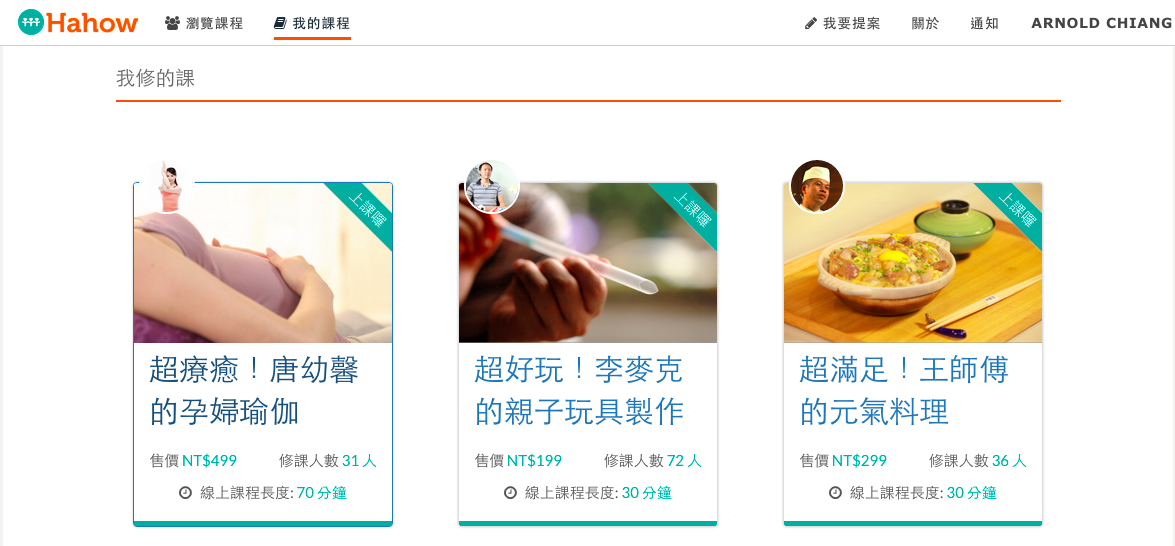 Hahow 瀏覽課程 我的課程 我要提案 關於 通知 ARNOLD CHIANG
我修的課
上課囉
超療癒！唐幼馨
的孕婦瑜伽
售價 NT$499 修課人數 31 人
線上課程長度: 70 分鐘
上課囉
超好玩！李麥克
的親子玩具製作
售價 NT$199 修課人數 72 人
線上課程長度: 30 分鐘
上課囉
超滿足！王師傅
的元氣料理
售價 NT$299 修課人數 36 人
線上課程長度: 30 分鐘